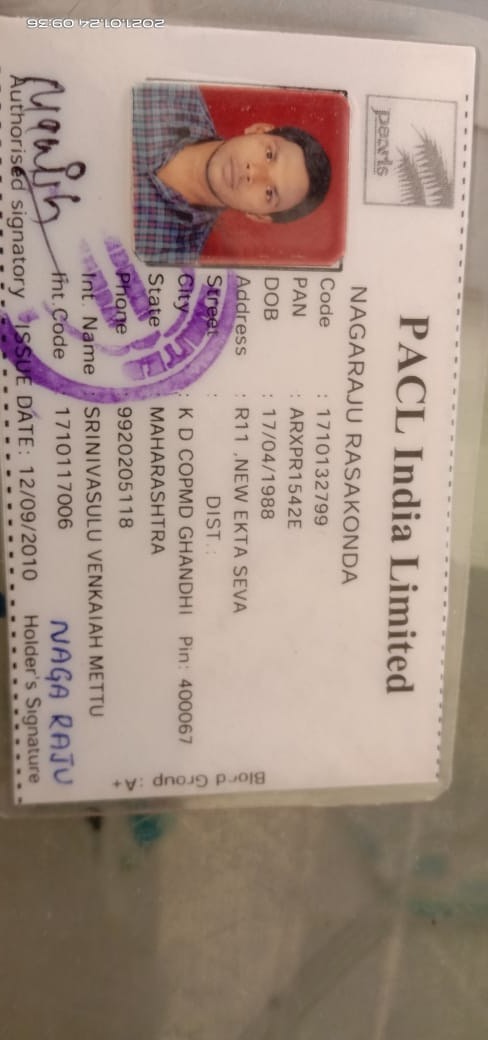 pearls
PACL India Limited
NAGARAJU RASAKONDA
Code : 1710132799
PAN : ARXPR1542E
DOB : 17/04/1988
Address : R11 ,NEW EKTA SEVA
Street : DIST.:
City : K D COPMD GHANDHI Pin: 400067
State : MAHARASHTRA
Phone : 9920205118
Int. Name : SRINIVASULU VENKAIAH METTU
Int.Code : 1710117006
NAGA RAJU
Authorised signatory ISSUE DATE: 12/09/2010 Holder's Signature
Blord Group : A+
2021.01.24 09:36